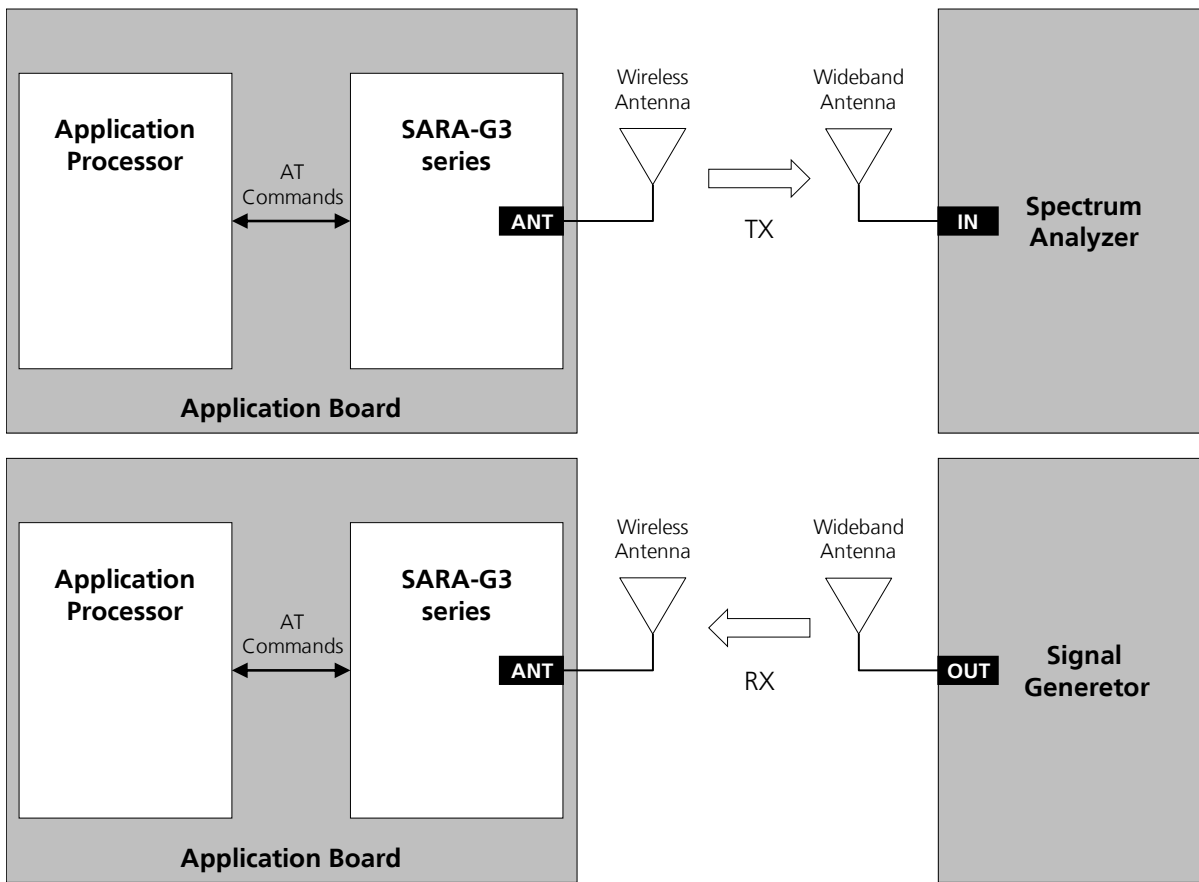 Application
Processor
AT
Commands
SARA-G3
series
ANT
Wireless
Antenna
TX
Wideband
Antenna
IN
Spectrum
Analyzer
Application Board
Application
Processor
AT
Commands
SARA-G3
series
ANT
Wireless
Antenna
RX
Wideband
Antenna
OUT
Signal
Generetor
Application Board